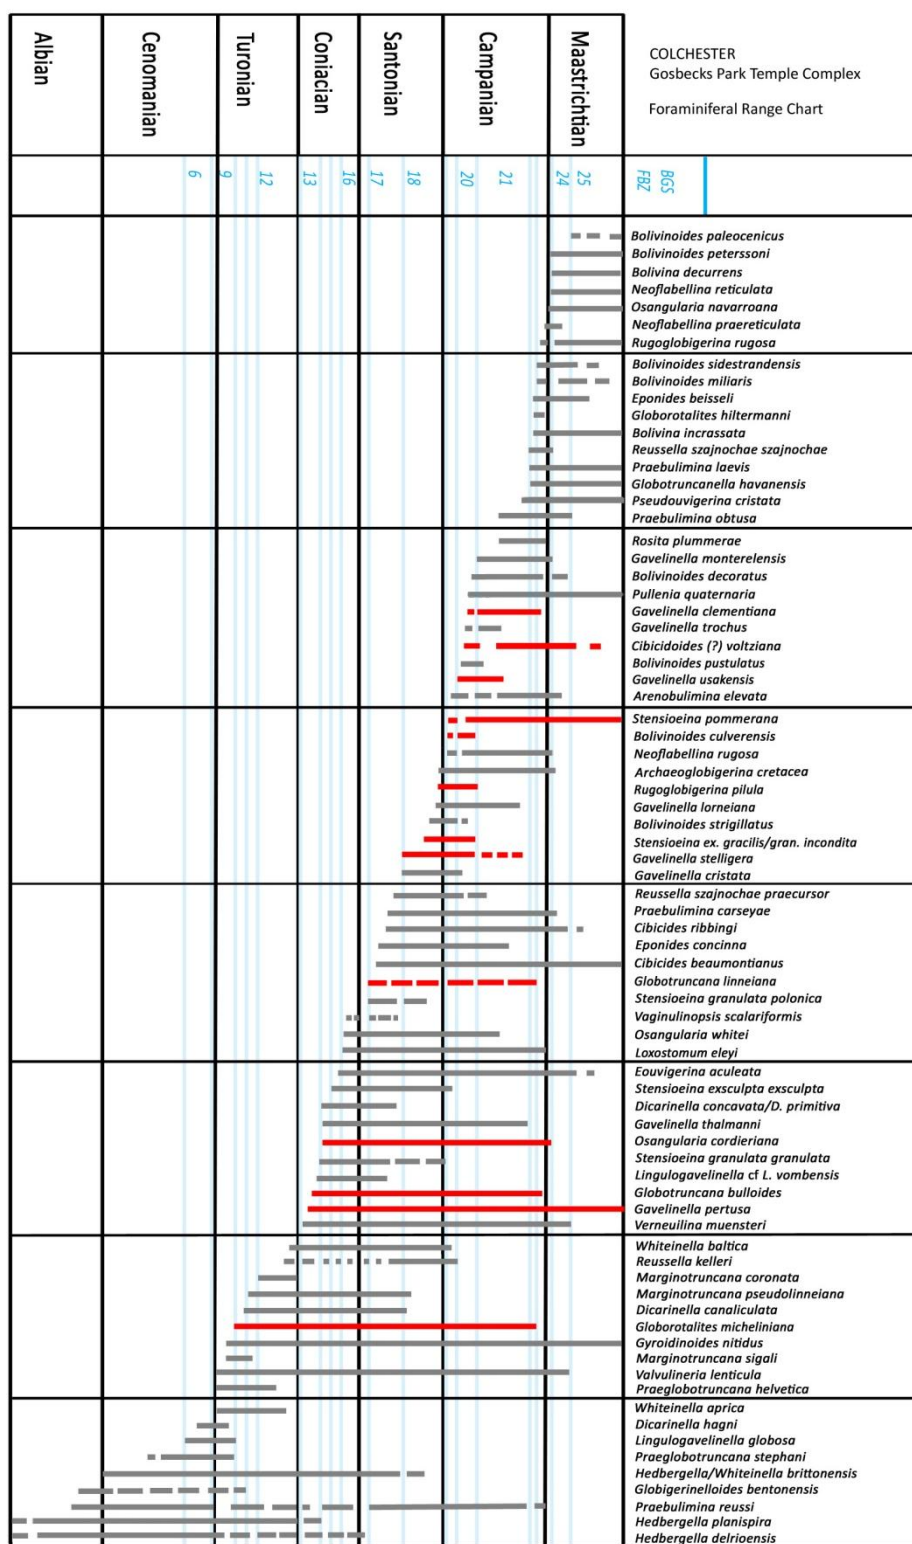 COLCHESTER
Gosbecks Park Temple Complex
Foraminiferal Range Chart
Albian
Cenomanian
Turonian
Coniacian
Santonian
Campanian
Maastrichtian
6
9
12
13
16
17
18
20
21
24
25
BGS
FBZ
Bolivinoides paleocenicus
Bolivinoides peterssoni
Bolivina decurrens
Neoflabellina reticulata
Osangularia navarroana
Neoflabellina praereticulata
Rugoglobigerina rugosa
Bolivinoides sidestrandensis
Bolivinoides miliaris
Eponides beisseli
Globorotalites hiltermanni
Bolivina incrassata
Reussella szajnochae szajnochae
Praebulimina laevis
Globotruncanella havanensis
Pseudouvigerina cristata
Praebulimina obtusa
Rosita plummerae
Gavelinella monterelensis
Bolivinoides decoratus
Pullenia quaternaria
Gavelinella clementiana
Gavelinella trochus
Cibicidoides (?) voltziana
Bolivinoides pustulatus
Gavelinella usakensis
Arenobulimina elevata
Stensioeina pommerana
Bolivinoides culverensis
Neoflabellina rugosa
Archaeoglobigerina cretacea
Rugoglobigerina pilula
Gavelinella lorneiana
Bolivinoides strigillatus
Stensioeina ex. gracilis/gran. incondita
Gavelinella stelligera
Gavelinella cristata
Reussella szajnochae praecursor
Praebulimina carseyae
Cibicides ribbingi
Eponides concinna
Cibicides beaumontianus
Globotruncana linneiana
Stensioeina granulata polonica
Vaginulinopsis scalariformis
Osangularia whitei
Loxostomum eleyi
Eouvigerina aculeata
Stensioeina exsculpta exsculpta
Dicarinella concavata/D. primitiva
Gavelinella thalmanni
Osangularia cordieriana
Stensioeina granulata granulata
Lingulogavelinella cf L. vombensis
Globotruncana bulloides
Gavelinella pertusa
Verneuilina muensteri
Whiteinella baltica
Reussella kelleri
Marginotruncana coronata
Marginotruncana pseudolinneiana
Dicarinella canaliculata
Globorotalites micheliniana
Gyroidinoides nitidus
Marginotruncana sigali
Valvulineria lenticula
Praeglobotruncana helvetica
Whiteinella aprica
Dicarinella hagni
Lingulogavelinella globosa
Praeglobotruncana stephani
Hedbergella/Whiteinella brittonensis
Globigerinelloides bentonensis
Praebulimina reussi
Hedbergella planispira
Hedbergella delrioensis